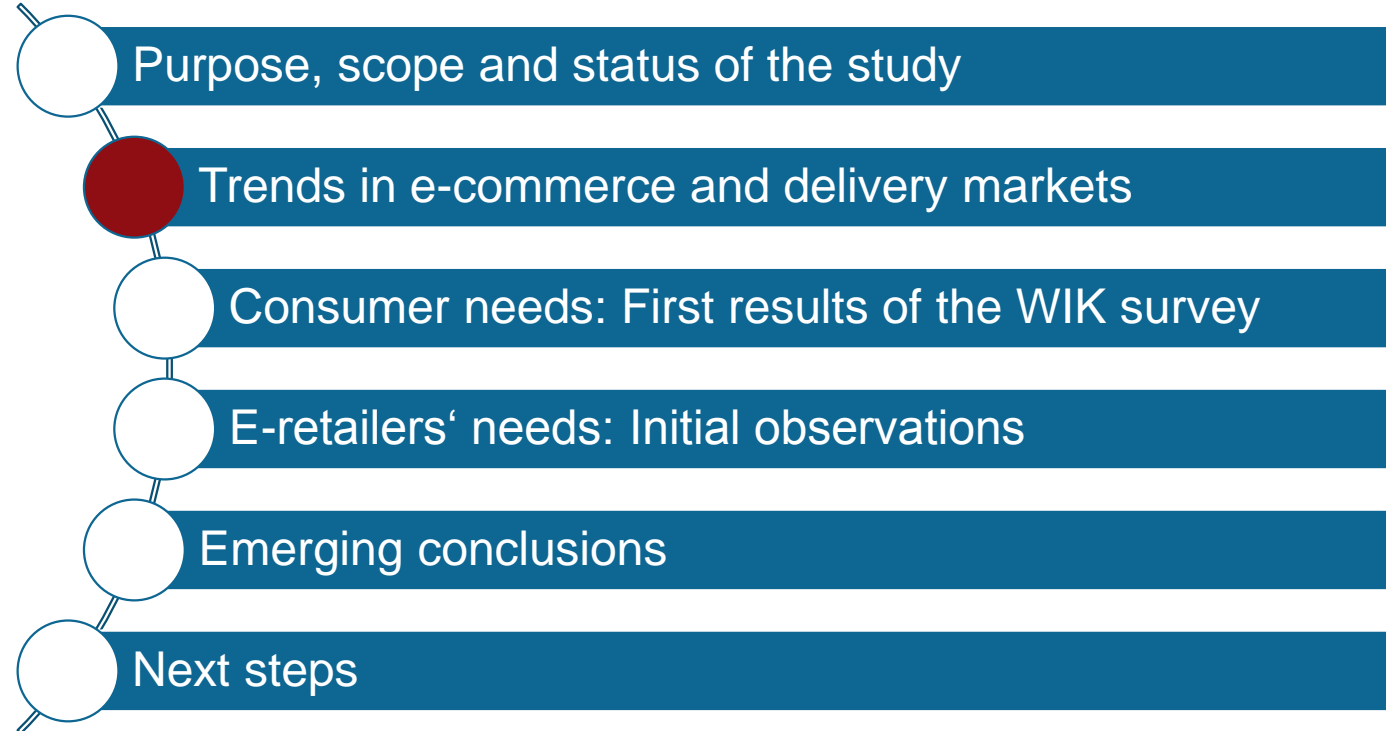 Purpose, scope and status of the study
Trends in e-commerce and delivery markets
Consumer needs: First results of the WIK survey
E-retailers‘ needs: Initial observations
Emerging conclusions
Next steps